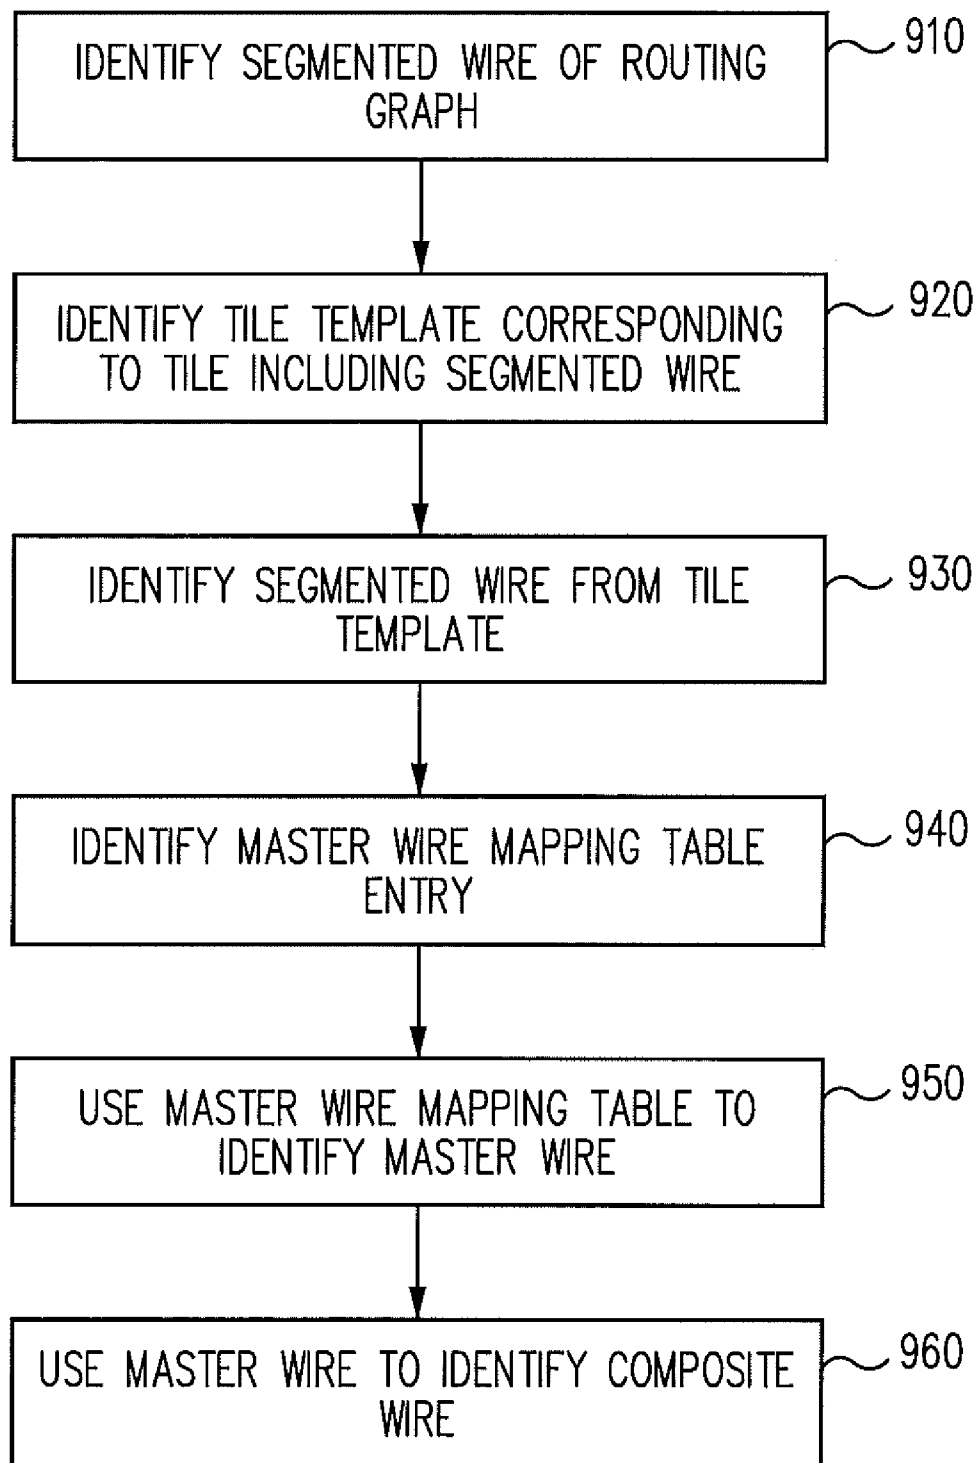 IDENTIFY SEGMENTED WIRE OF ROUTING
GRAPH
910
IDENTIFY TILE TEMPLATE CORRESPONDING
TO TILE INCLUDING SEGMENTED WIRE
920
IDENTIFY SEGMENTED WIRE FROM TILE
TEMPLATE
930
IDENTIFY MASTER WIRE MAPPING TABLE
ENTRY
940
USE MASTER WIRE MAPPING TABLE TO
IDENTIFY MASTER WIRE
950
USE MASTER WIRE TO IDENTIFY COMPOSITE
WIRE
960